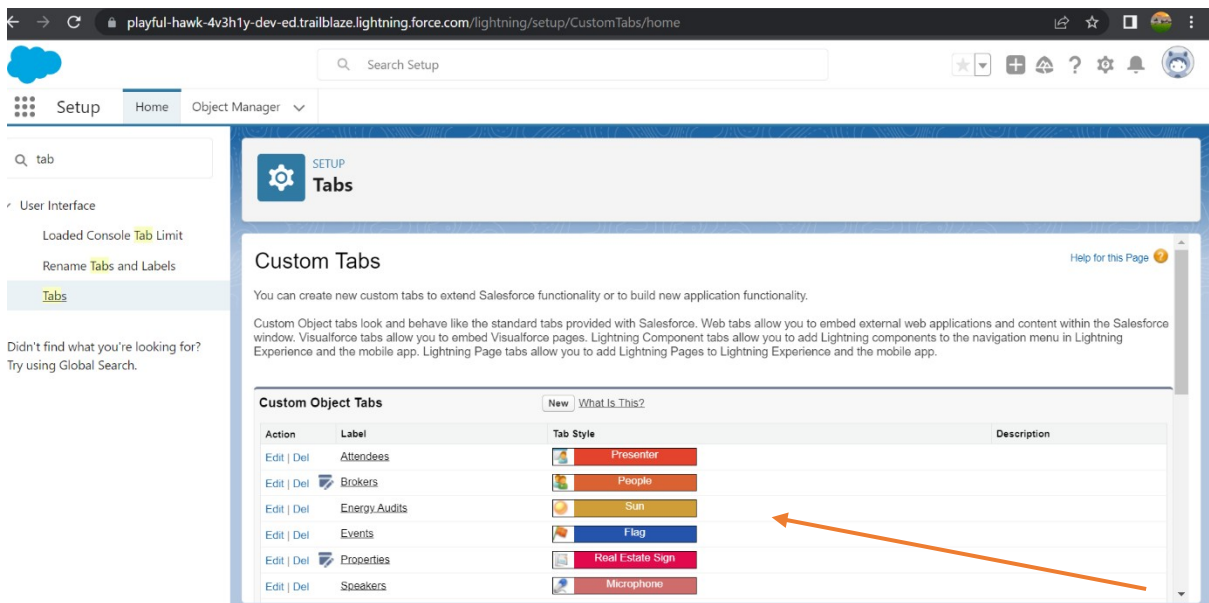 playful-hawk-4v3h1y-dev-ed.trailblaze.lightning.force.com/lightning/setup/CustomTabs/home
Search Setup
Setup
Home
Object Manager
tab
User Interface
Loaded Console Tab Limit
Rename Tabs and Labels
Tabs
Didn't find what you're looking for?
Try using Global Search.
SETUP
Tabs
Custom Tabs
Help for this Page
You can create new custom tabs to extend Salesforce functionality or to build new application functionality.
Custom Object tabs look and behave like the standard tabs provided with Salesforce. Web tabs allow you to embed external web applications and content within the Salesforce
window. Visualforce tabs allow you to embed Visualforce pages. Lightning Component tabs allow you to add Lightning components to the navigation menu in Lightning
Experience and the mobile app. Lightning Page tabs allow you to add Lightning Pages to Lightning Experience and the mobile app.
Custom Object Tabs New What Is This?
Action Label Tab Style Description
Edit | Del Attendees Presenter
Edit | Del Brokers People
Edit | Del Energy Audits Sun
Edit | Del Events Flag
Edit | Del Properties Real Estate Sign
Edit | Del Speakers Microphone